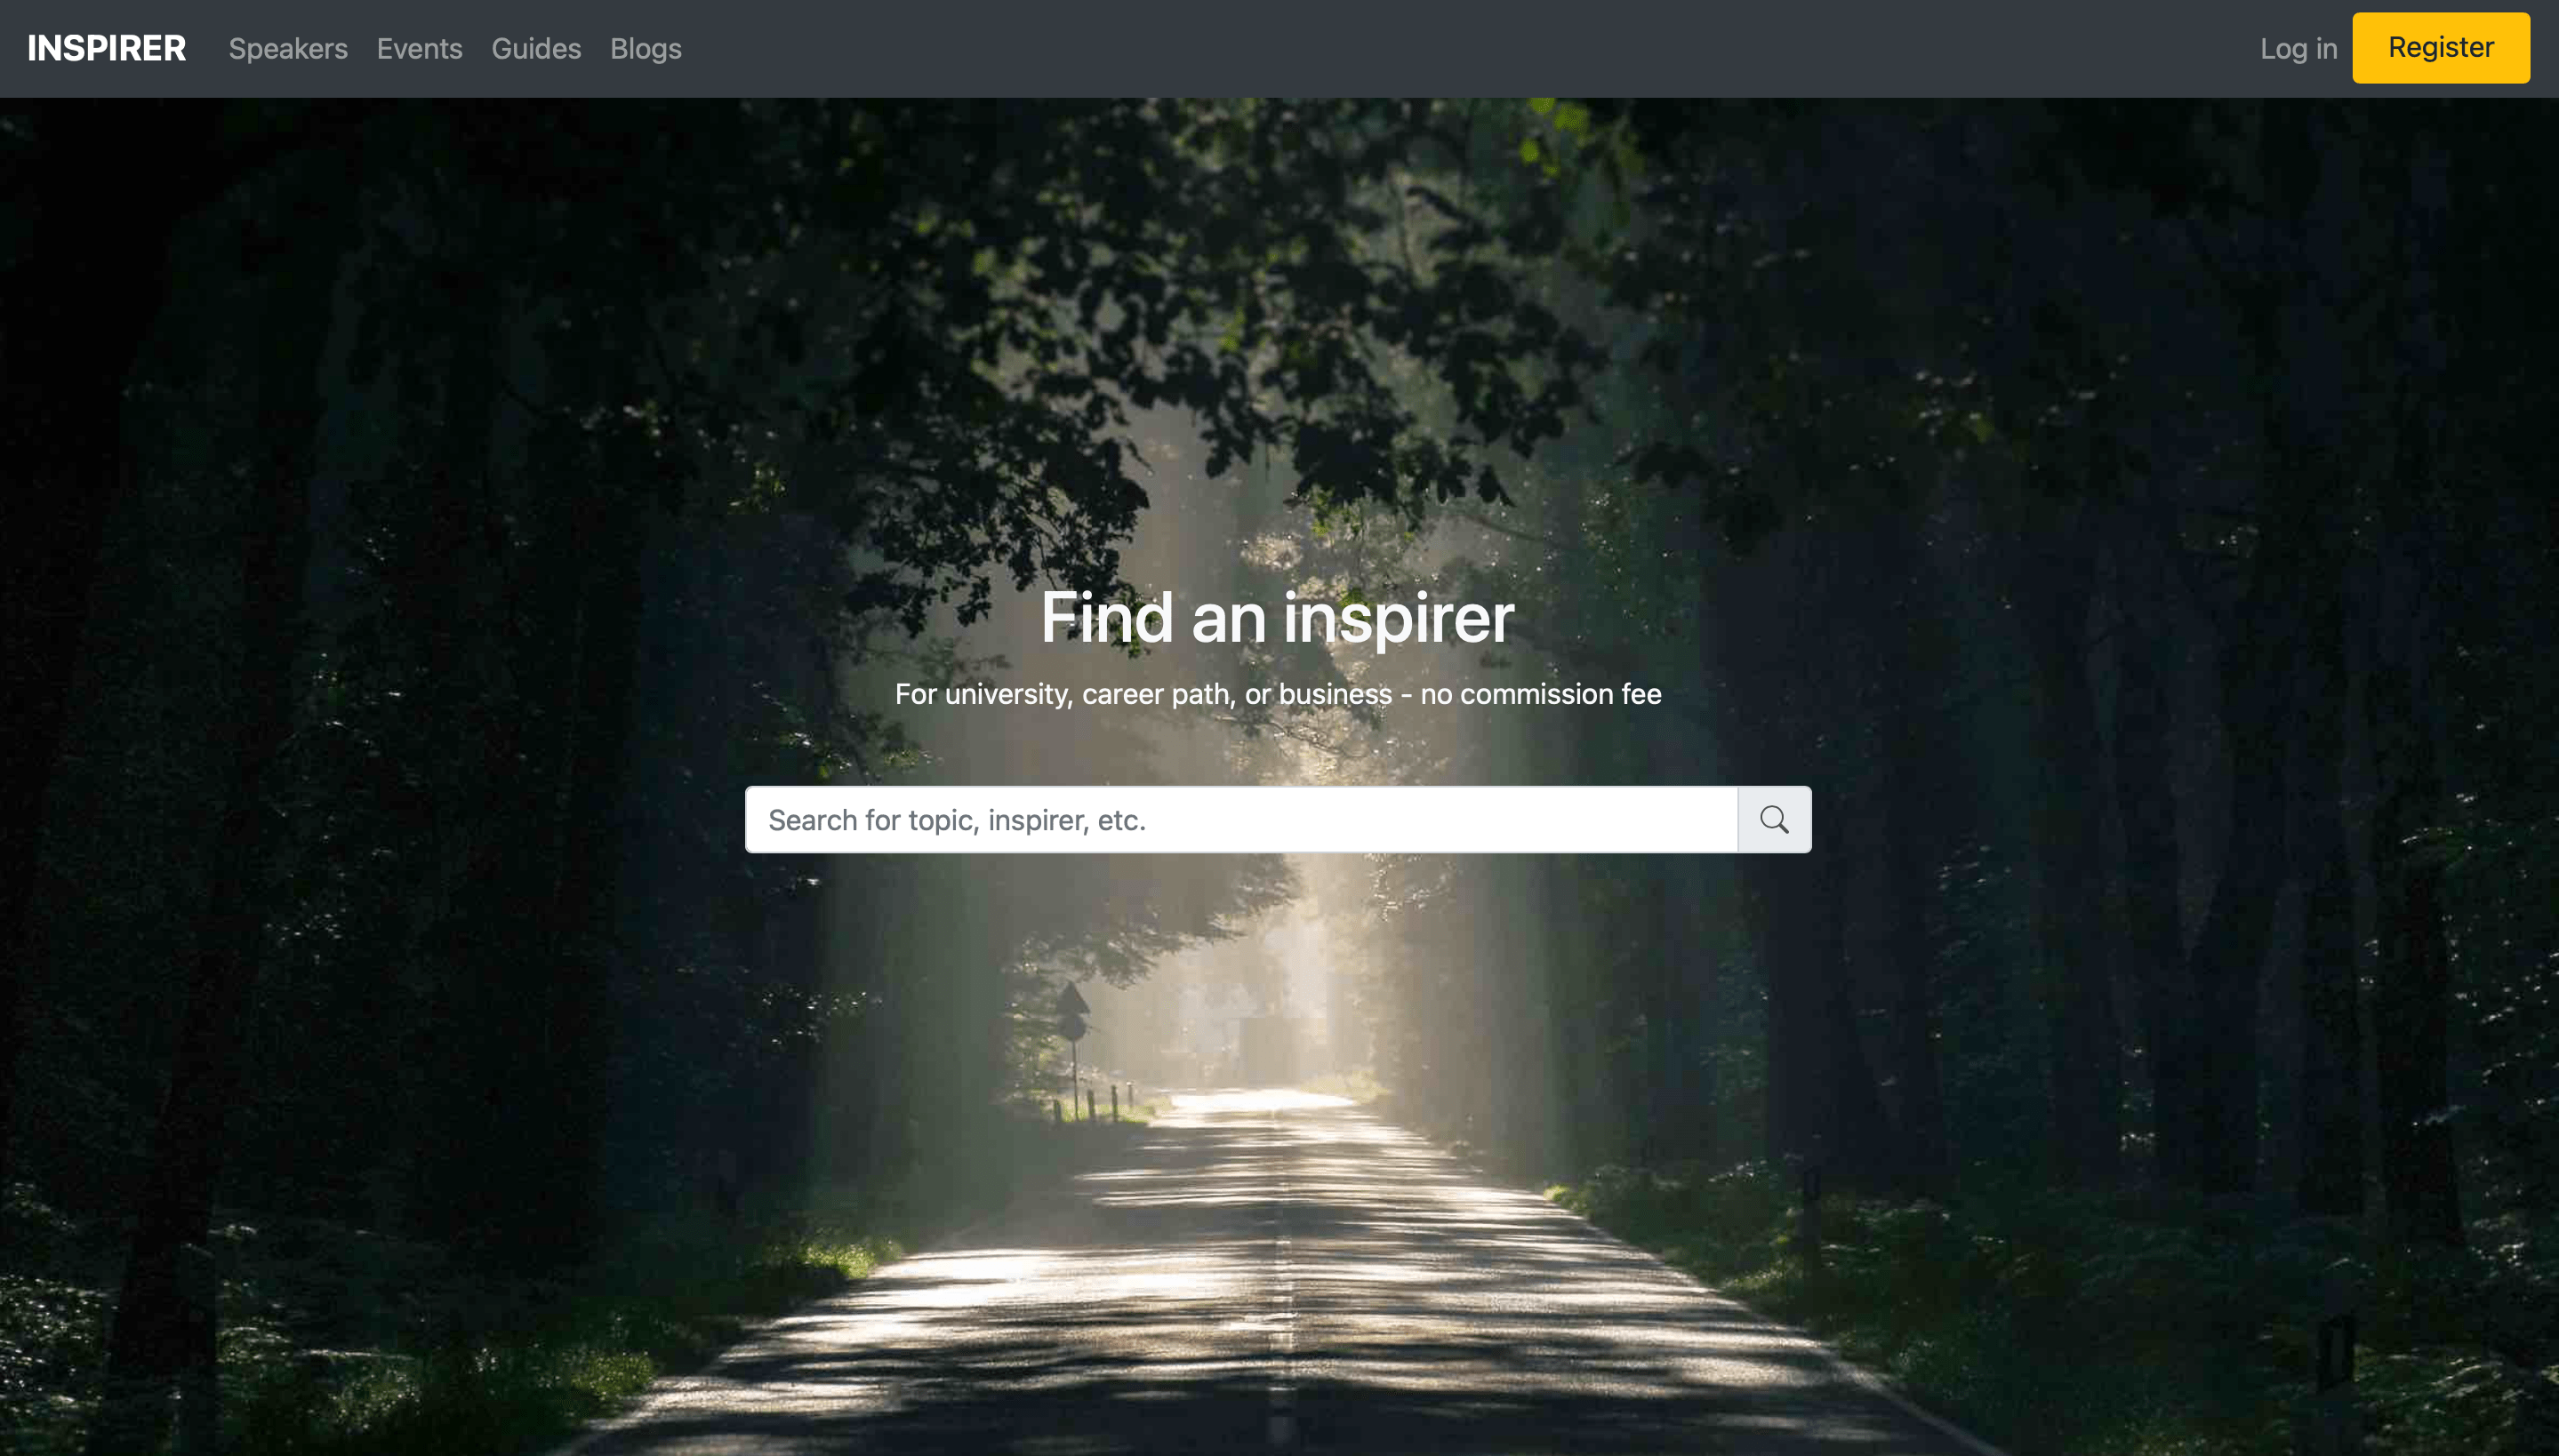 INSPIRER Speakers Events Guides Blogs Log in Register
Find an inspirer
For university, career path, or business - no commission fee
Search for topic, inspirer, etc.